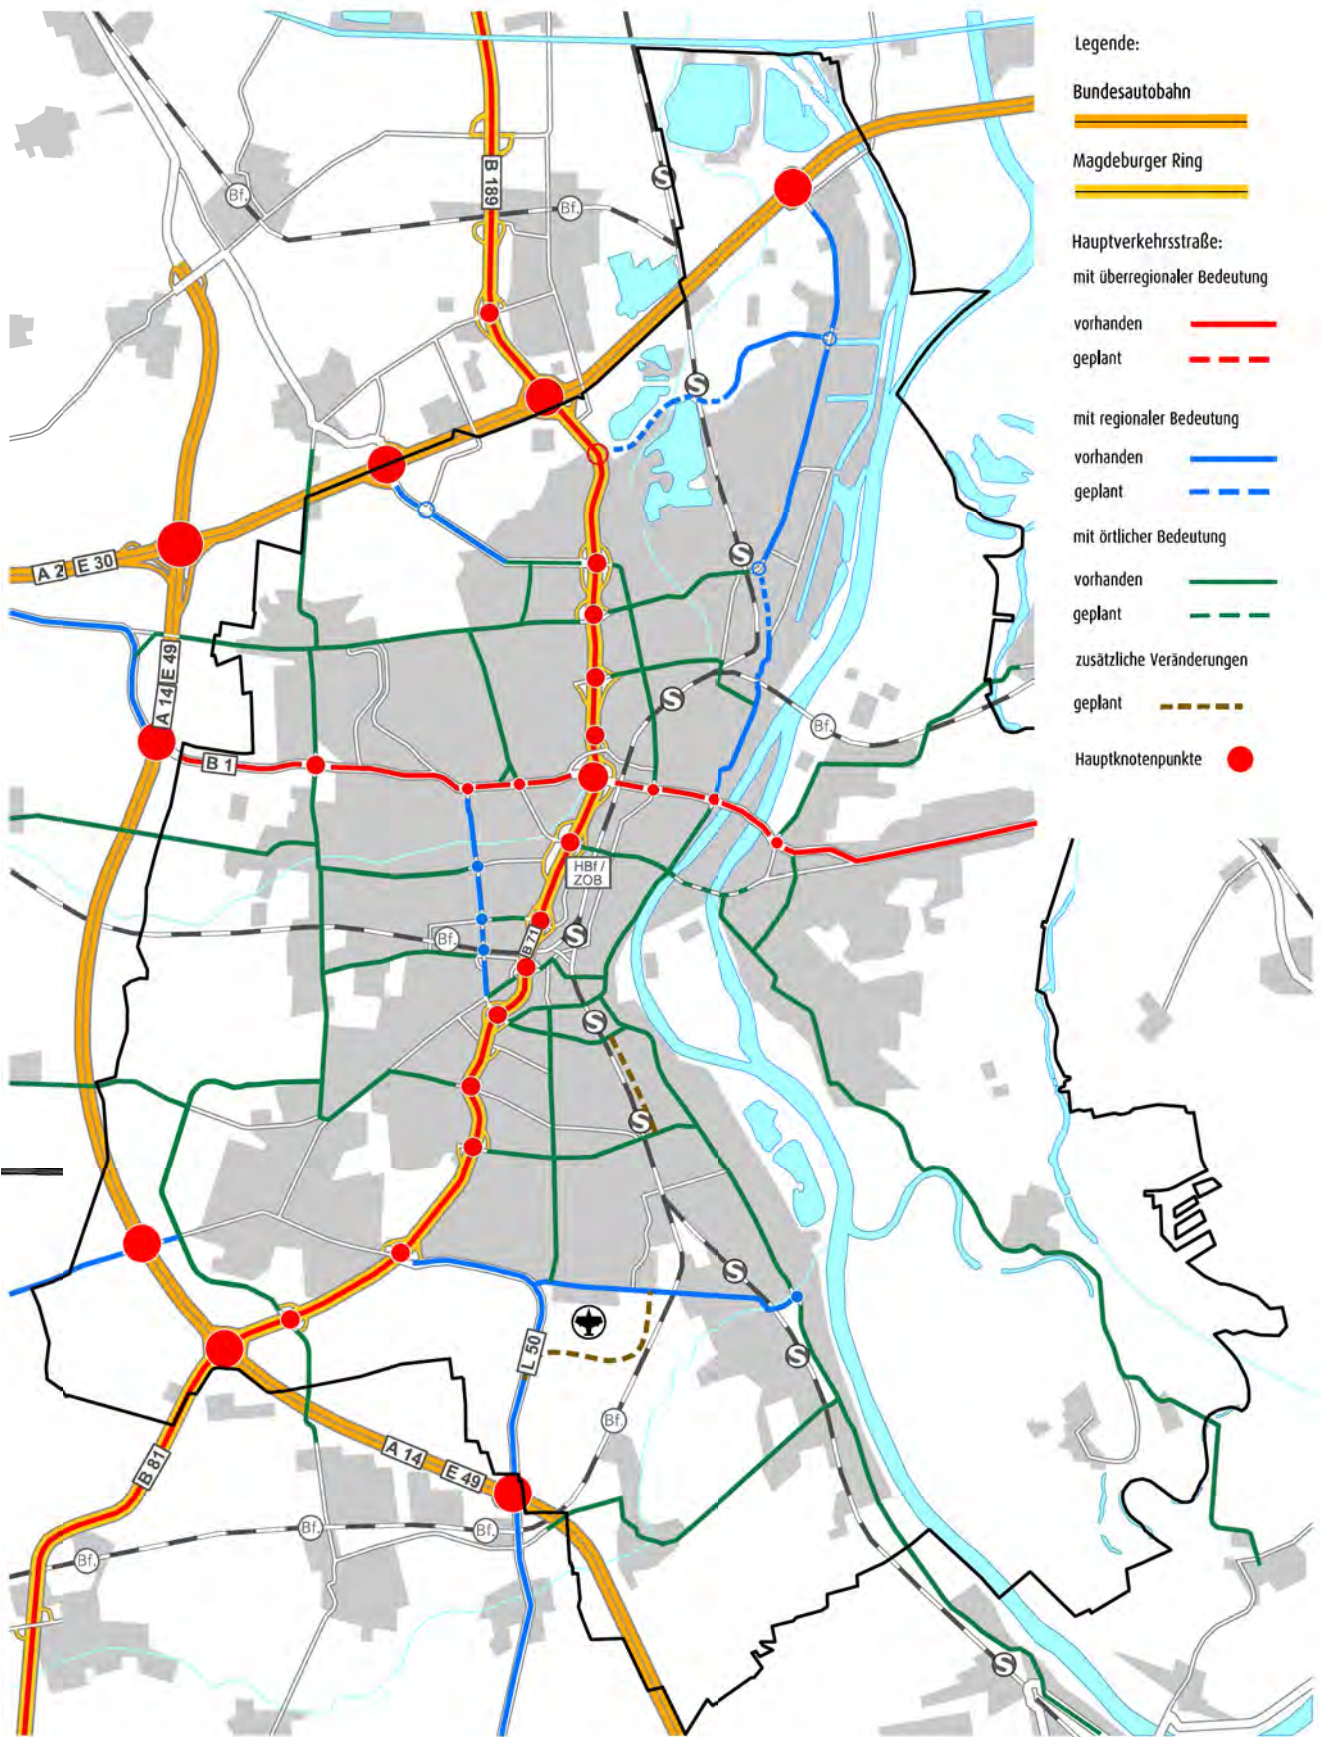 Legende:
Bundesautobahn
Magdeburger Ring
Hauptverkehrsstraße:
mit überregionaler Bedeutung
vorhanden
geplant
mit regionaler Bedeutung
vorhanden
geplant
mit örtlicher Bedeutung
vorhanden
geplant
zusätzliche Veränderungen
geplant
Hauptknotenpunkte
B 189
Bf.
Bf.
S
S
A 2
E 30
S
A 14
E 49
S
Bf.
B 1
HBf /
ZOB
Bf.
B 71
S
S
S
S
L 50
S
Bf.
B 81
A 14
E 49
Bf.
Bf.
Bf.
S